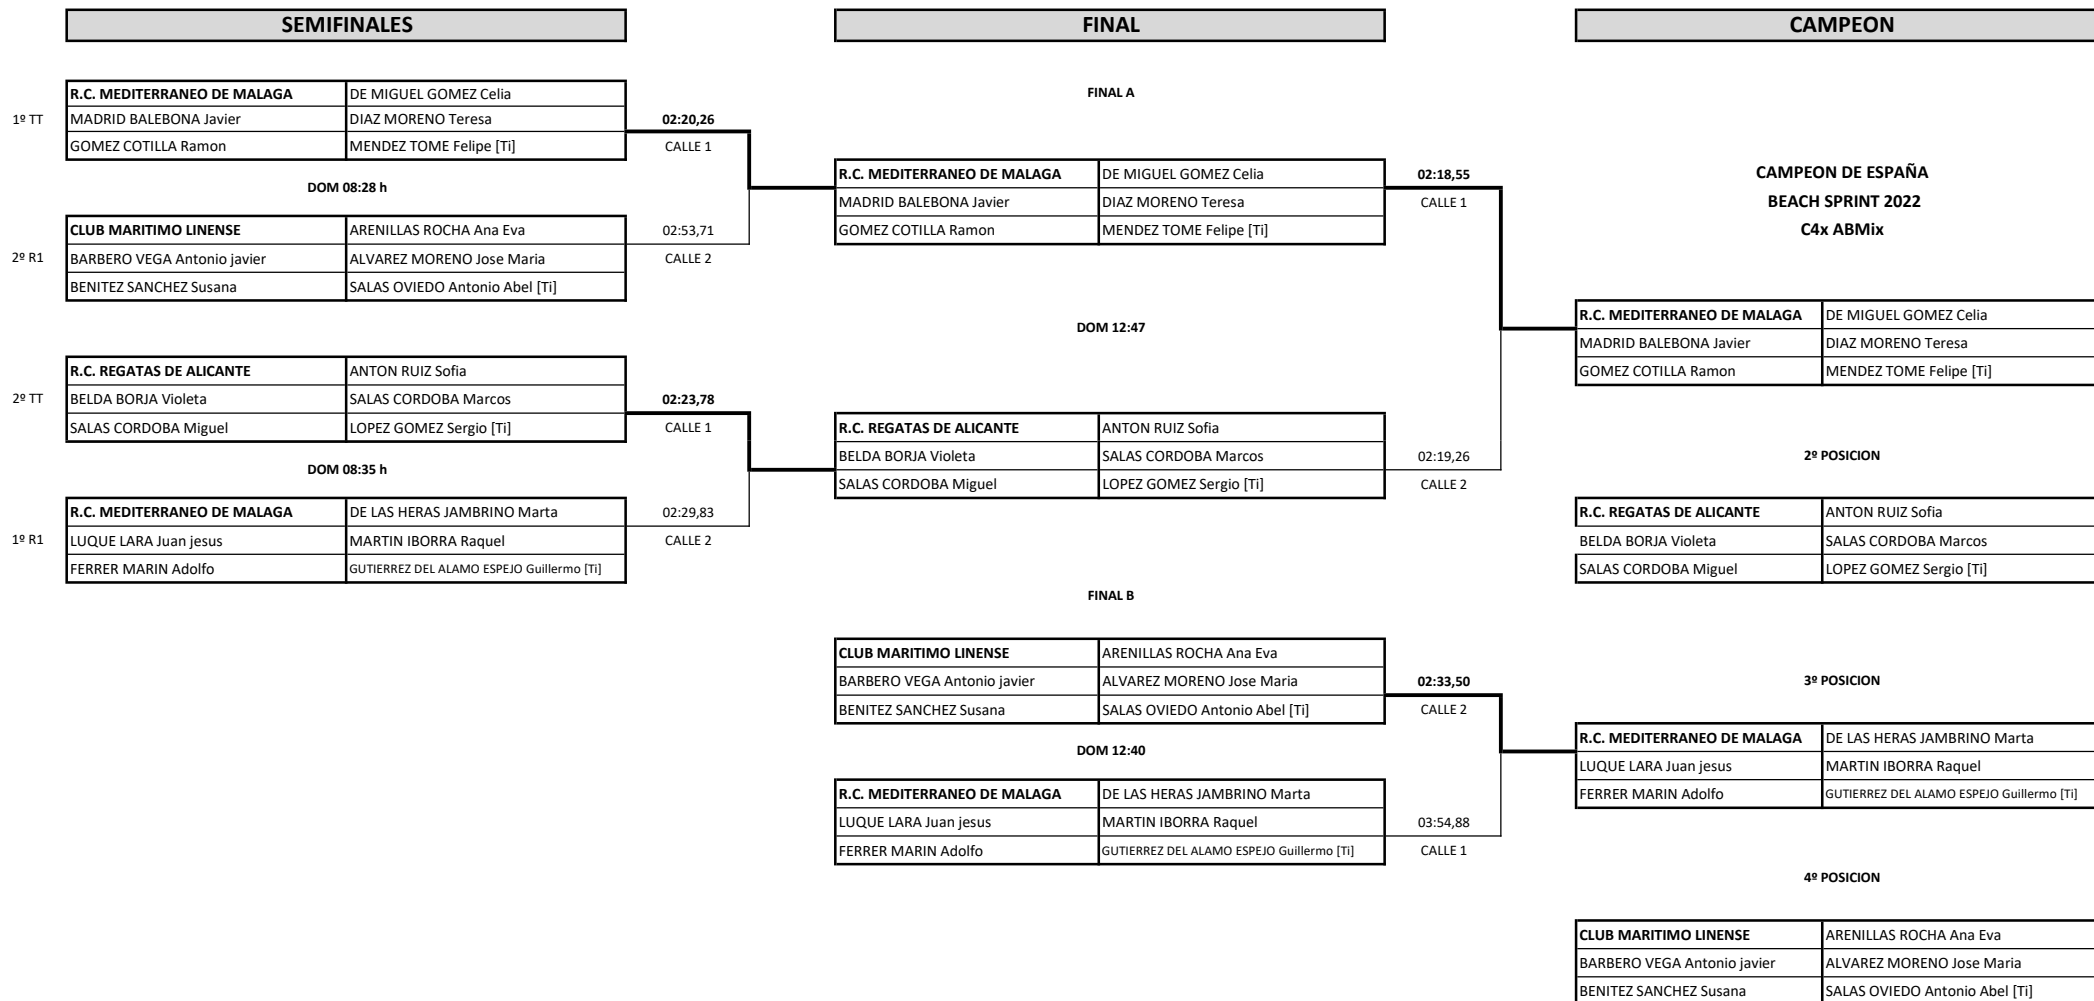 SEMIFINALES
FINAL
CAMPEON
R.C. MEDITERRANEO DE MALAGA DE MIGUEL GOMEZ Celia
1º TT MADRID BALEBONA Javier DIAZ MORENO Teresa 02:20,26
GOMEZ COTILLA Ramon MENDEZ TOME Felipe [Ti] CALLE 1
DOM 08:28 h
CLUB MARITIMO LINENSE ARENILLAS ROCHA Ana Eva 02:53,71
2º R1 BARBERO VEGA Antonio javier ALVAREZ MORENO Jose Maria CALLE 2
BENITEZ SANCHEZ Susana SALAS OVIEDO Antonio Abel [Ti]
R.C. REGATAS DE ALICANTE ANTON RUIZ Sofia
2º TT BELDA BORJA Violeta SALAS CORDOBA Marcos 02:23,78
SALAS CORDOBA Miguel LOPEZ GOMEZ Sergio [Ti] CALLE 1
DOM 08:35 h
R.C. MEDITERRANEO DE MALAGA DE LAS HERAS JAMBRINO Marta 02:29,83
1º R1 LUQUE LARA Juan jesus MARTIN IBORRA Raquel CALLE 2
FERRER MARIN Adolfo GUTIERREZ DEL ALAMO ESPEJO Guillermo [Ti]
FINAL A
R.C. MEDITERRANEO DE MALAGA DE MIGUEL GOMEZ Celia 02:18,55
MADRID BALEBONA Javier DIAZ MORENO Teresa CALLE 1
GOMEZ COTILLA Ramon MENDEZ TOME Felipe [Ti]
DOM 12:47
R.C. REGATAS DE ALICANTE ANTON RUIZ Sofia
BELDA BORJA Violeta SALAS CORDOBA Marcos 02:19,26
SALAS CORDOBA Miguel LOPEZ GOMEZ Sergio [Ti] CALLE 2
FINAL B
CLUB MARITIMO LINENSE ARENILLAS ROCHA Ana Eva
BARBERO VEGA Antonio javier ALVAREZ MORENO Jose Maria 02:33,50
BENITEZ SANCHEZ Susana SALAS OVIEDO Antonio Abel [Ti] CALLE 2
DOM 12:40
R.C. MEDITERRANEO DE MALAGA DE LAS HERAS JAMBRINO Marta
LUQUE LARA Juan jesus MARTIN IBORRA Raquel 03:54,88
FERRER MARIN Adolfo GUTIERREZ DEL ALAMO ESPEJO Guillermo [Ti] CALLE 1
CAMPEON DE ESPAÑA
BEACH SPRINT 2022
C4x ABMix
R.C. MEDITERRANEO DE MALAGA DE MIGUEL GOMEZ Celia
MADRID BALEBONA Javier DIAZ MORENO Teresa
GOMEZ COTILLA Ramon MENDEZ TOME Felipe [Ti]
2º POSICION
R.C. REGATAS DE ALICANTE ANTON RUIZ Sofia
BELDA BORJA Violeta SALAS CORDOBA Marcos
SALAS CORDOBA Miguel LOPEZ GOMEZ Sergio [Ti]
3º POSICION
R.C. MEDITERRANEO DE MALAGA DE LAS HERAS JAMBRINO Marta
LUQUE LARA Juan jesus MARTIN IBORRA Raquel
FERRER MARIN Adolfo GUTIERREZ DEL ALAMO ESPEJO Guillermo [Ti]
4º POSICION
CLUB MARITIMO LINENSE ARENILLAS ROCHA Ana Eva
BARBERO VEGA Antonio javier ALVAREZ MORENO Jose Maria
BENITEZ SANCHEZ Susana SALAS OVIEDO Antonio Abel [Ti]